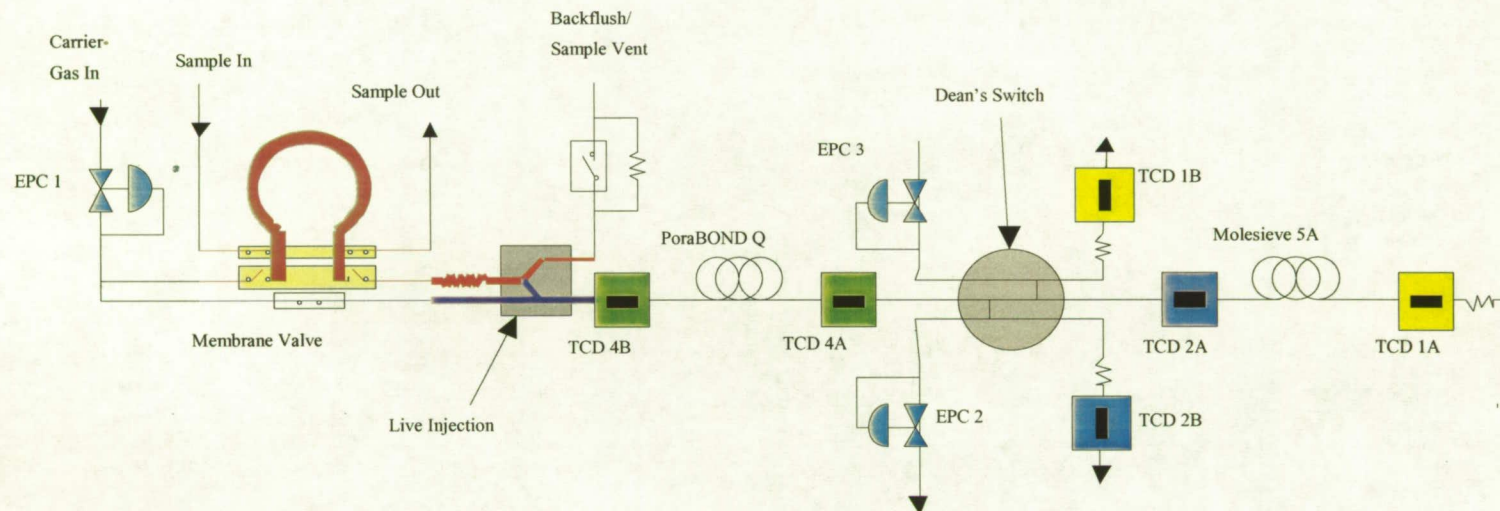 Backflush/
Sample Vent
Carrier-
Gas In
Sample In
Sample Out
Dean's Switch
EPC 1
EPC 3
TCD 1B
PoraBOND Q
Molesieve 5A
Membrane Valve
TCD 4B
TCD 4A
TCD 2A
TCD 1A
Live Injection
EPC 2
TCD 2B